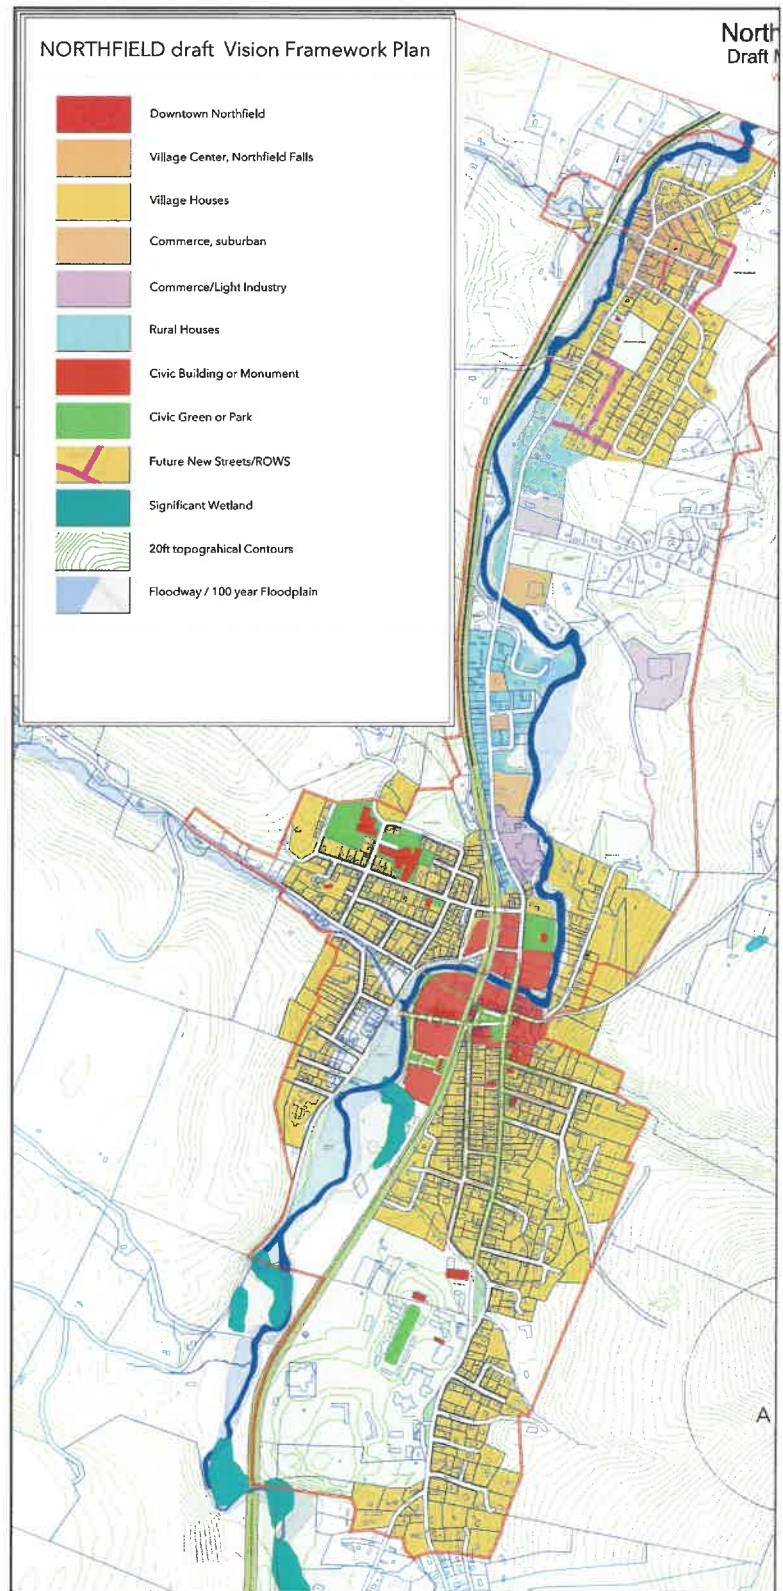 NORTHFIELD draft Vision Framework Plan
Downtown Northfield
Village Center, Northfield Falls
Village Houses
Commerce, suburban
Commerce/Light Industry
Rural Houses
Civic Building or Monument
Civic Green or Park
Future New Streets/ROWS
Significant Wetland
20ft topograhical Contours
Floodway / 100 year Floodplain
North
Draft
A